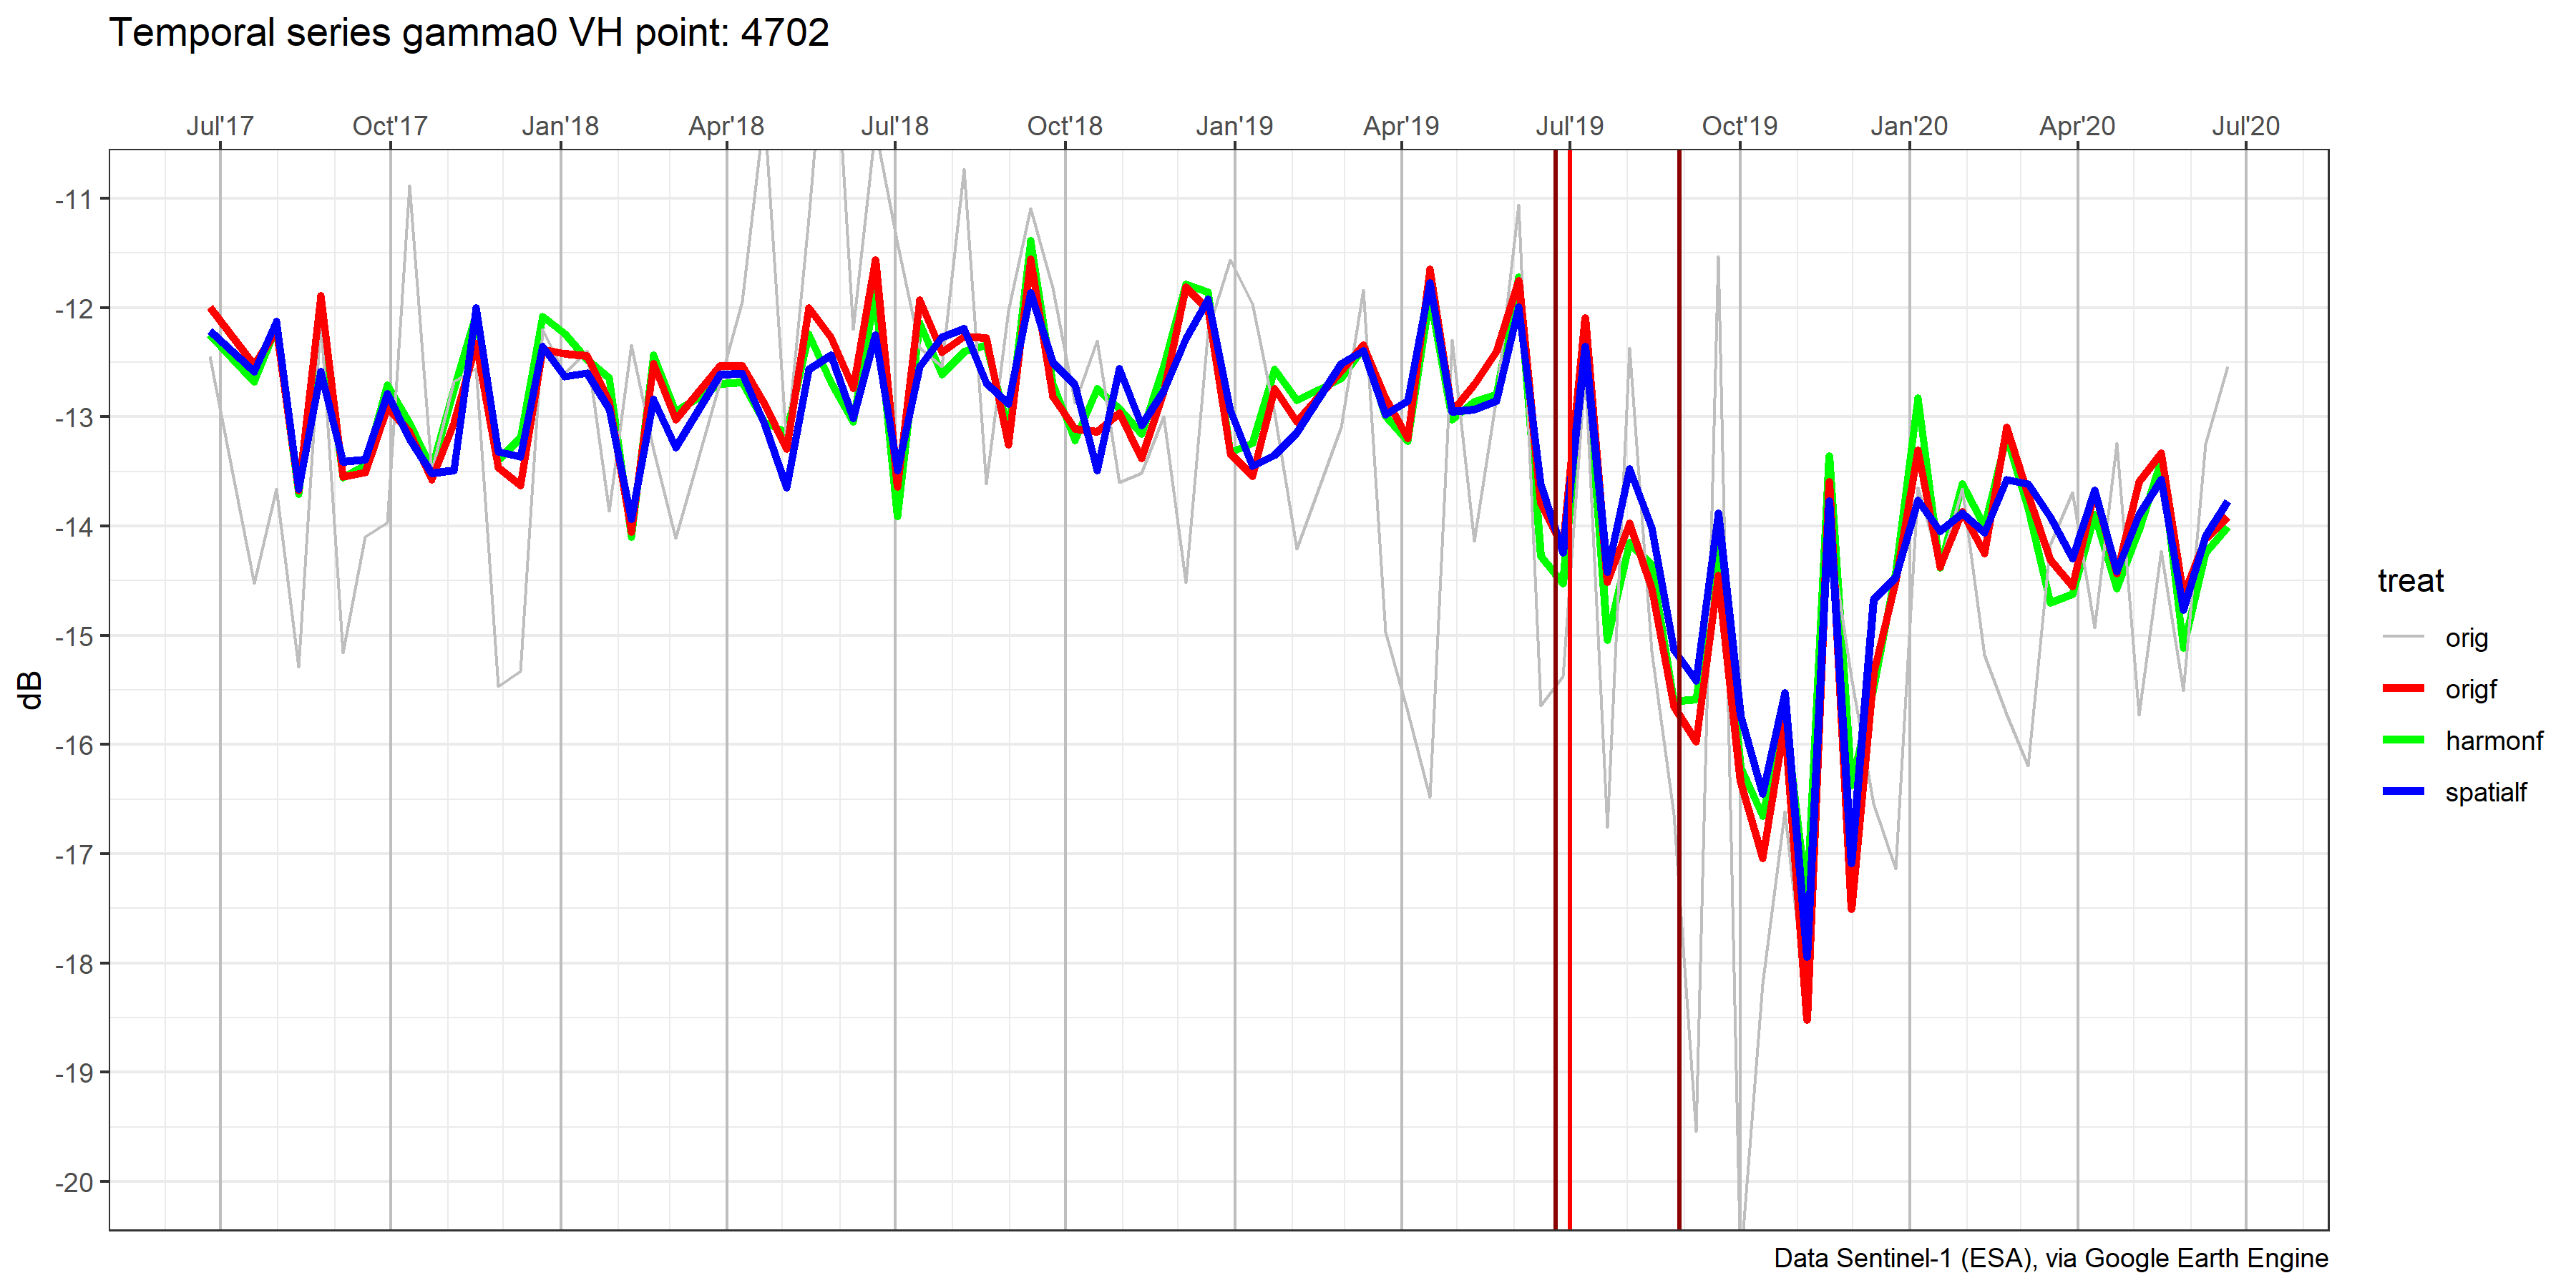 Temporal series gamma0 VH point: 4702
Jul'17 Oct'17 Jan'18 Apr'18 Jul'18 Oct'18 Jan'19 Apr'19 Jul'19 Oct'19 Jan'20 Apr'20 Jul'20
-11
-12
-13
-14
-15
-16
-17
-18
-19
-20
dB
treat
orig
origf
harmonf
spatialf
Data Sentinel-1 (ESA), via Google Earth Engine